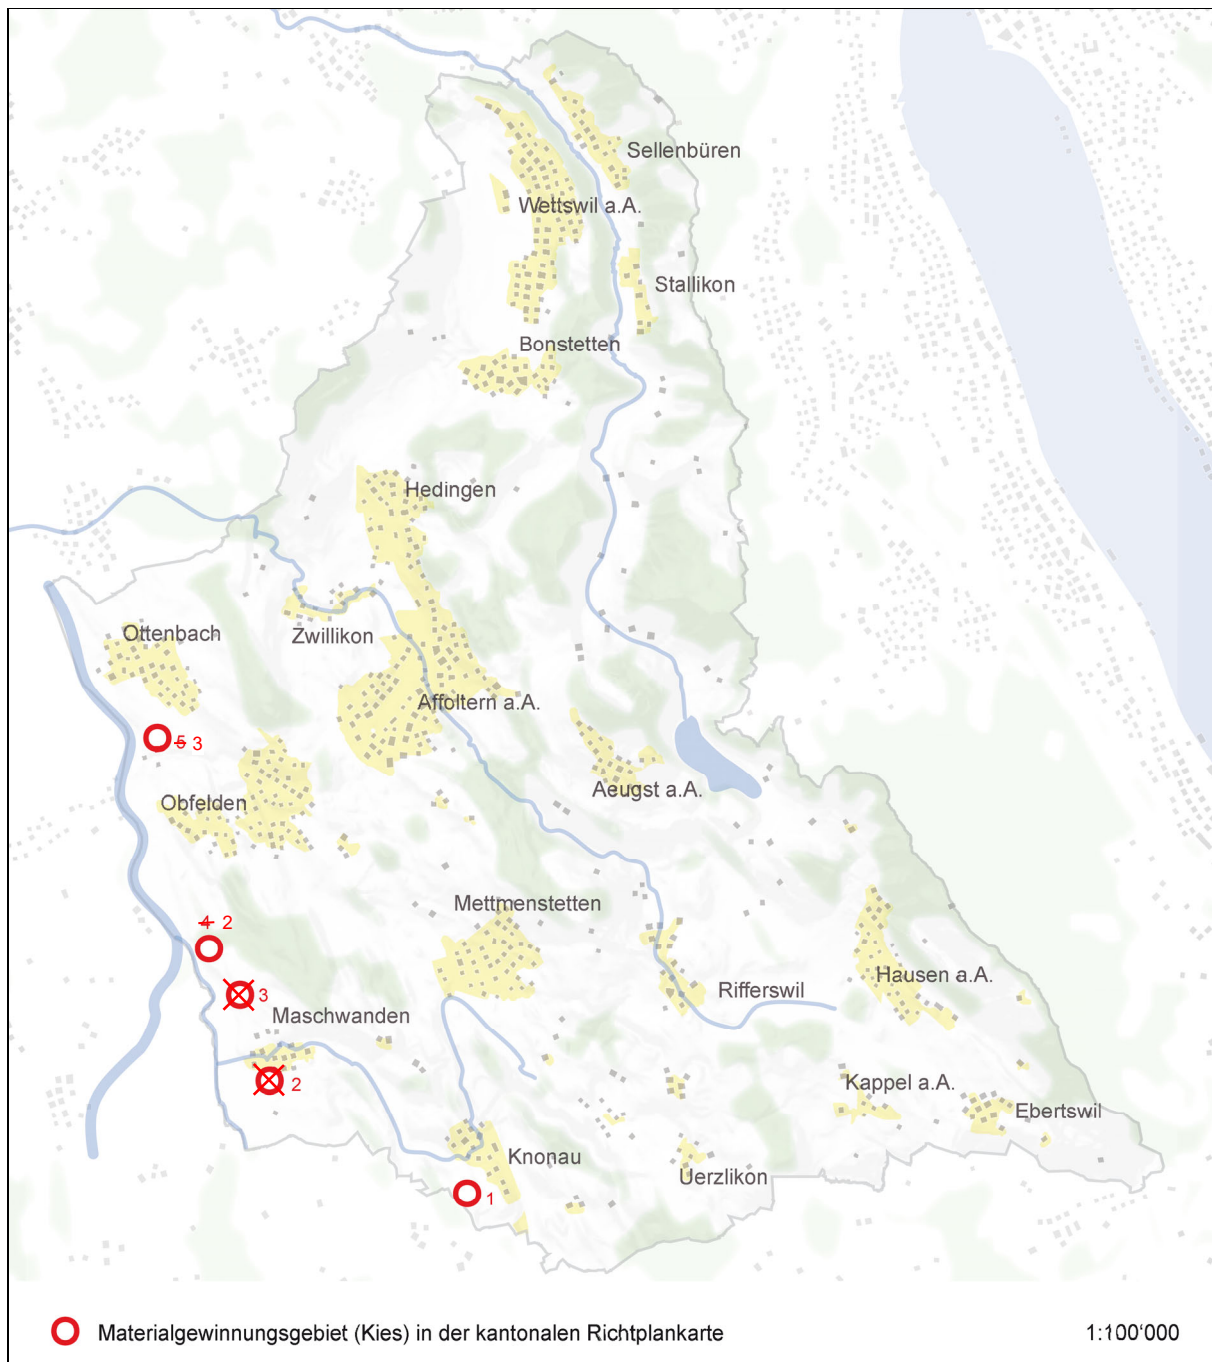 Sellenbüren
Wettswil a.A.
Stallikon
Bonstetten
Hedingen
Ottenbach
Zwillikon
Affoltern a.A.
5 3
Aeugst a.A.
Obfelden
Mettmenstetten
4 2
Hausen a.A.
Rifferswil
3
Maschwanden
2
Kappel a.A.
Ebertswil
Knonau
Uerzlikon
1
Materialgewinnungsgebiet (Kies) in der kantonalen Richtplankarte 1:100'000